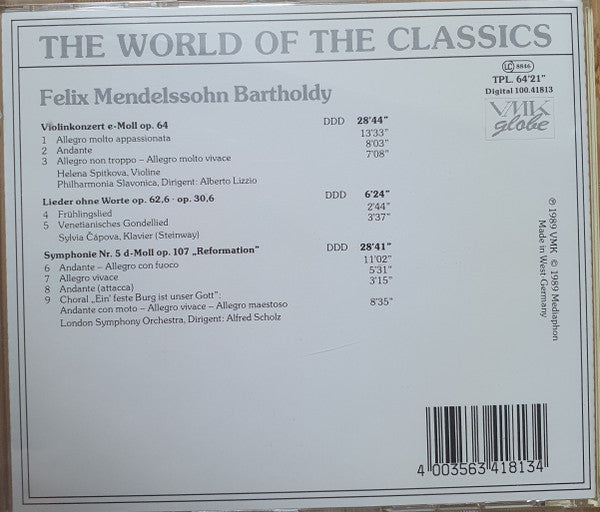 THE WORLD OF THE CLASSICS
LC 8846
TPL. 64'21"
Digital 100.41813
VMK
globe
Felix Mendelssohn Bartholdy
Violinkonzert e-Moll op. 64 DDD 28'44"
1 Allegro molto appassionata 13'33"
2 Andante 8'03"
3 Allegro non troppo – Allegro molto vivace 7'08"
Helena Spitkova, Violine
Philharmonia Slavonica, Dirigent: Alberto Lizzio
Lieder ohne Worte op. 62,6 · op. 30,6 DDD 6'24"
4 Frühlingslied 2'44"
5 Venetianisches Gondellied 3'37"
Sylvia Čápova, Klavier (Steinway)
Symphonie Nr. 5 d-Moll op. 107 „Reformation" DDD 28'41"
6 Andante – Allegro con fuoco 11'02"
7 Allegro vivace 5'31"
8 Andante (attacca) 3'15"
9 Choral „Ein' feste Burg ist unser Gott":
Andante con moto – Allegro vivace – Allegro maestoso 8'35"
London Symphony Orchestra, Dirigent: Alfred Scholz
℗ 1989 VMK © 1989 Mediaphon
Made in West-Germany
4 003563 418134